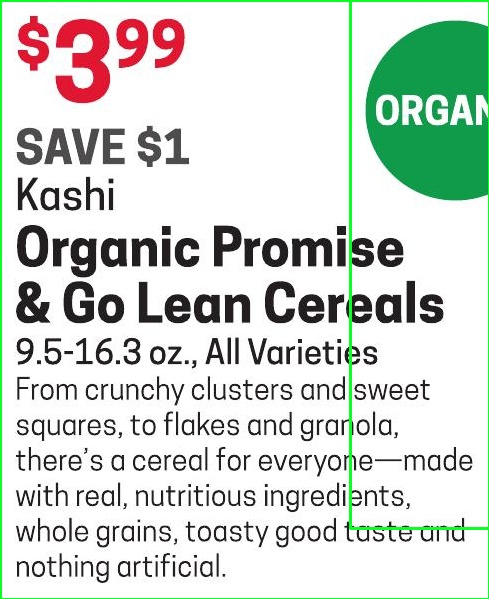 $3.99
SAVE $1
Kashi
Organic Promise
& Go Lean Cereals
9.5-16.3 oz., All Varieties
From crunchy clusters and sweet
squares, to flakes and granola,
there's a cereal for everyone—made
with real, nutritious ingredients,
whole grains, toasty good taste and
nothing artificial.
ORGAN